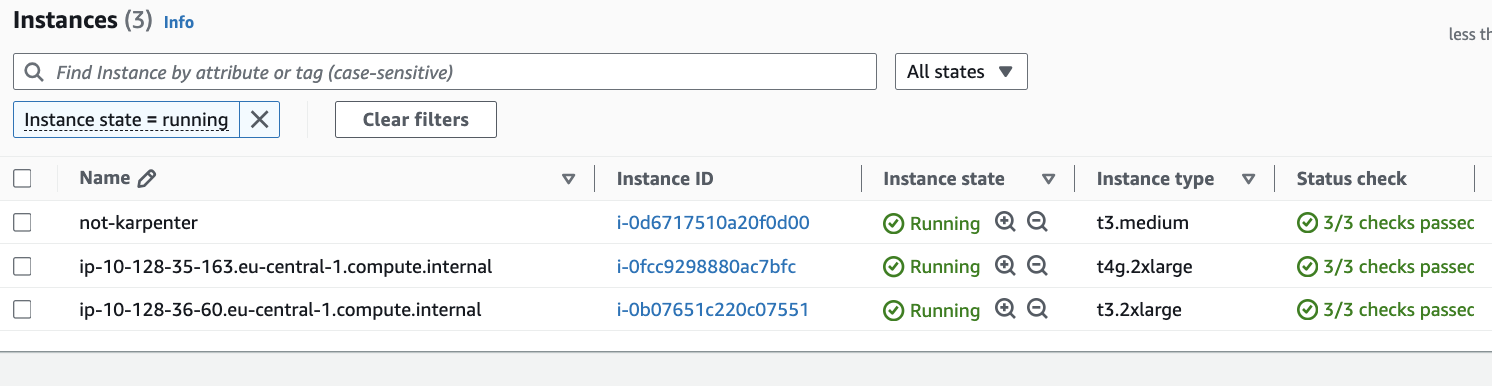 Instances (3) Info
less th
Find Instance by attribute or tag (case-sensitive)
All states
Instance state = running
Clear filters
Name Instance ID Instance state Instance type Status check
not-karpenter i-0d6717510a20f0d00 Running t3.medium 3/3 checks passec
ip-10-128-35-163.eu-central-1.compute.internal i-0fcc9298880ac7bfc Running t4g.2xlarge 3/3 checks passec
ip-10-128-36-60.eu-central-1.compute.internal i-0b07651c220c07551 Running t3.2xlarge 3/3 checks passec